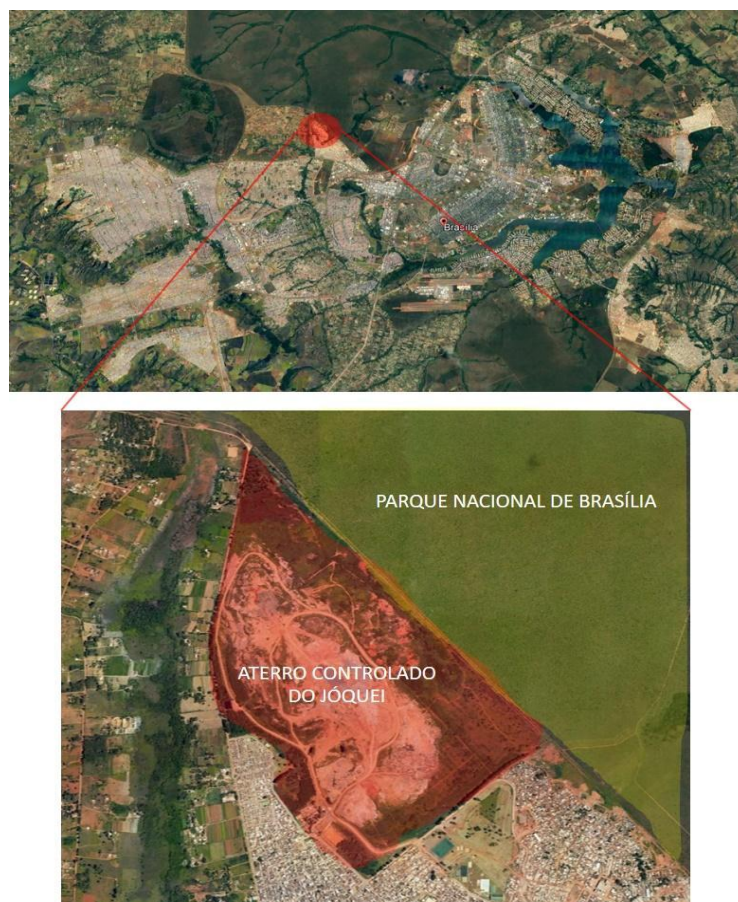 Brasília
PARQUE NACIONAL DE BRASÍLIA
ATERRO CONTROLADO
DO JÓQUEI